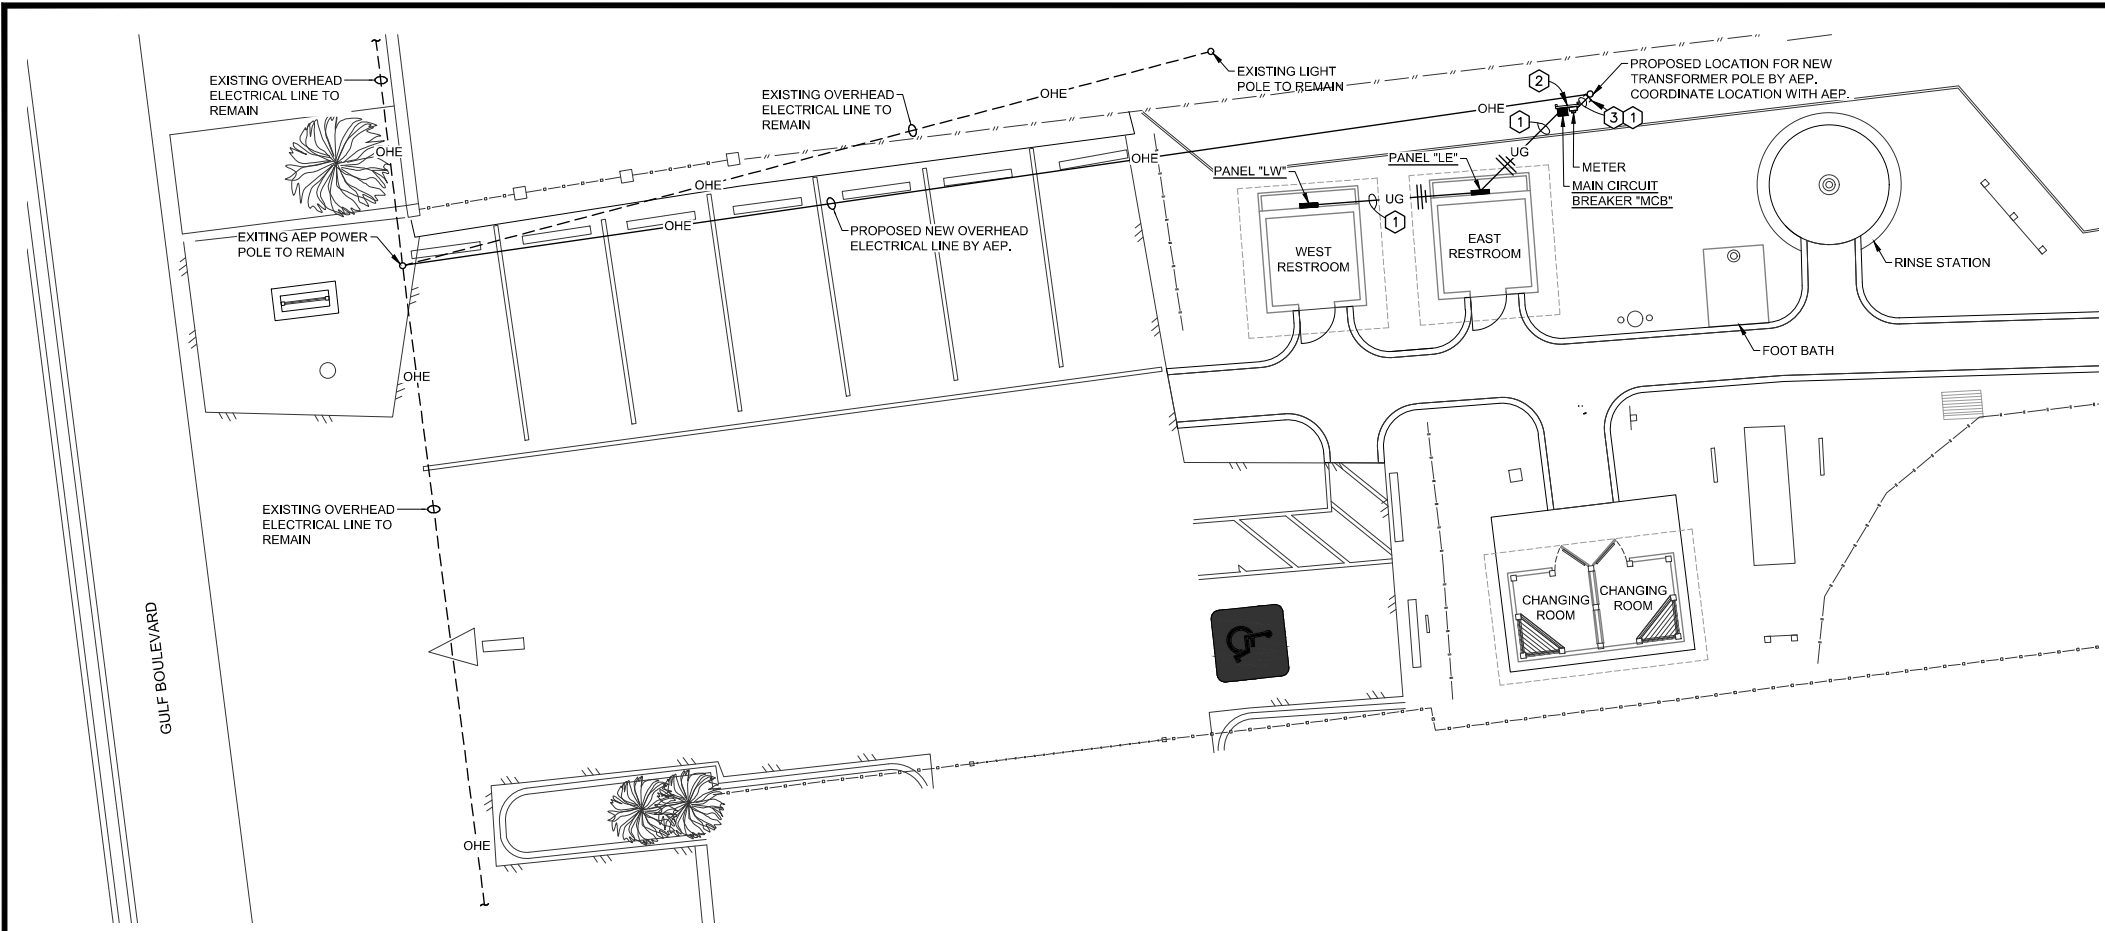 EXISTING OVERHEAD
ELECTRICAL LINE TO
REMAIN
OHE
EXISTING OVERHEAD
ELECTRICAL LINE TO
REMAIN
OHE
EXISTING LIGHT
POLE TO REMAIN
PROPOSED LOCATION FOR NEW
TRANSFORMER POLE BY AEP.
COORDINATE LOCATION WITH AEP.
2
OHE
3
1
1
UG
METER
MAIN CIRCUIT
BREAKER "MCB"
PANEL "LE"
PANEL "LW"
UG
1
OHE
OHE
OHE
PROPOSED NEW OVERHEAD
ELECTRICAL LINE BY AEP.
EXITING AEP POWER
POLE TO REMAIN
WEST
RESTROOM
EAST
RESTROOM
RINSE STATION
FOOT BATH
OHE
EXISTING OVERHEAD
ELECTRICAL LINE TO
REMAIN
CHANGING
ROOM
CHANGING
ROOM
GULF BOULEVARD
OHE